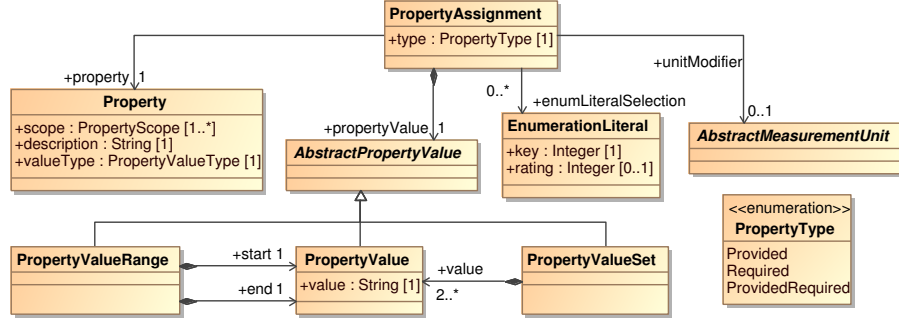 PropertyAssignment
+type : PropertyType [1]
+property 1
+propertyValue 1
0..*
+enumLiteralSelection
+unitModifier
0..1
Property
+scope : PropertyScope [1..*]
+description : String [1]
+valueType : PropertyValueType [1]
AbstractPropertyValue
EnumerationLiteral
+key : Integer [1]
+rating : Integer [0..1]
AbstractMeasurementUnit
<<enumeration>>
PropertyType
Provided
Required
ProvidedRequired
PropertyValueRange
+start 1
+end 1
PropertyValue
+value : String [1]
+value
2..*
PropertyValueSet